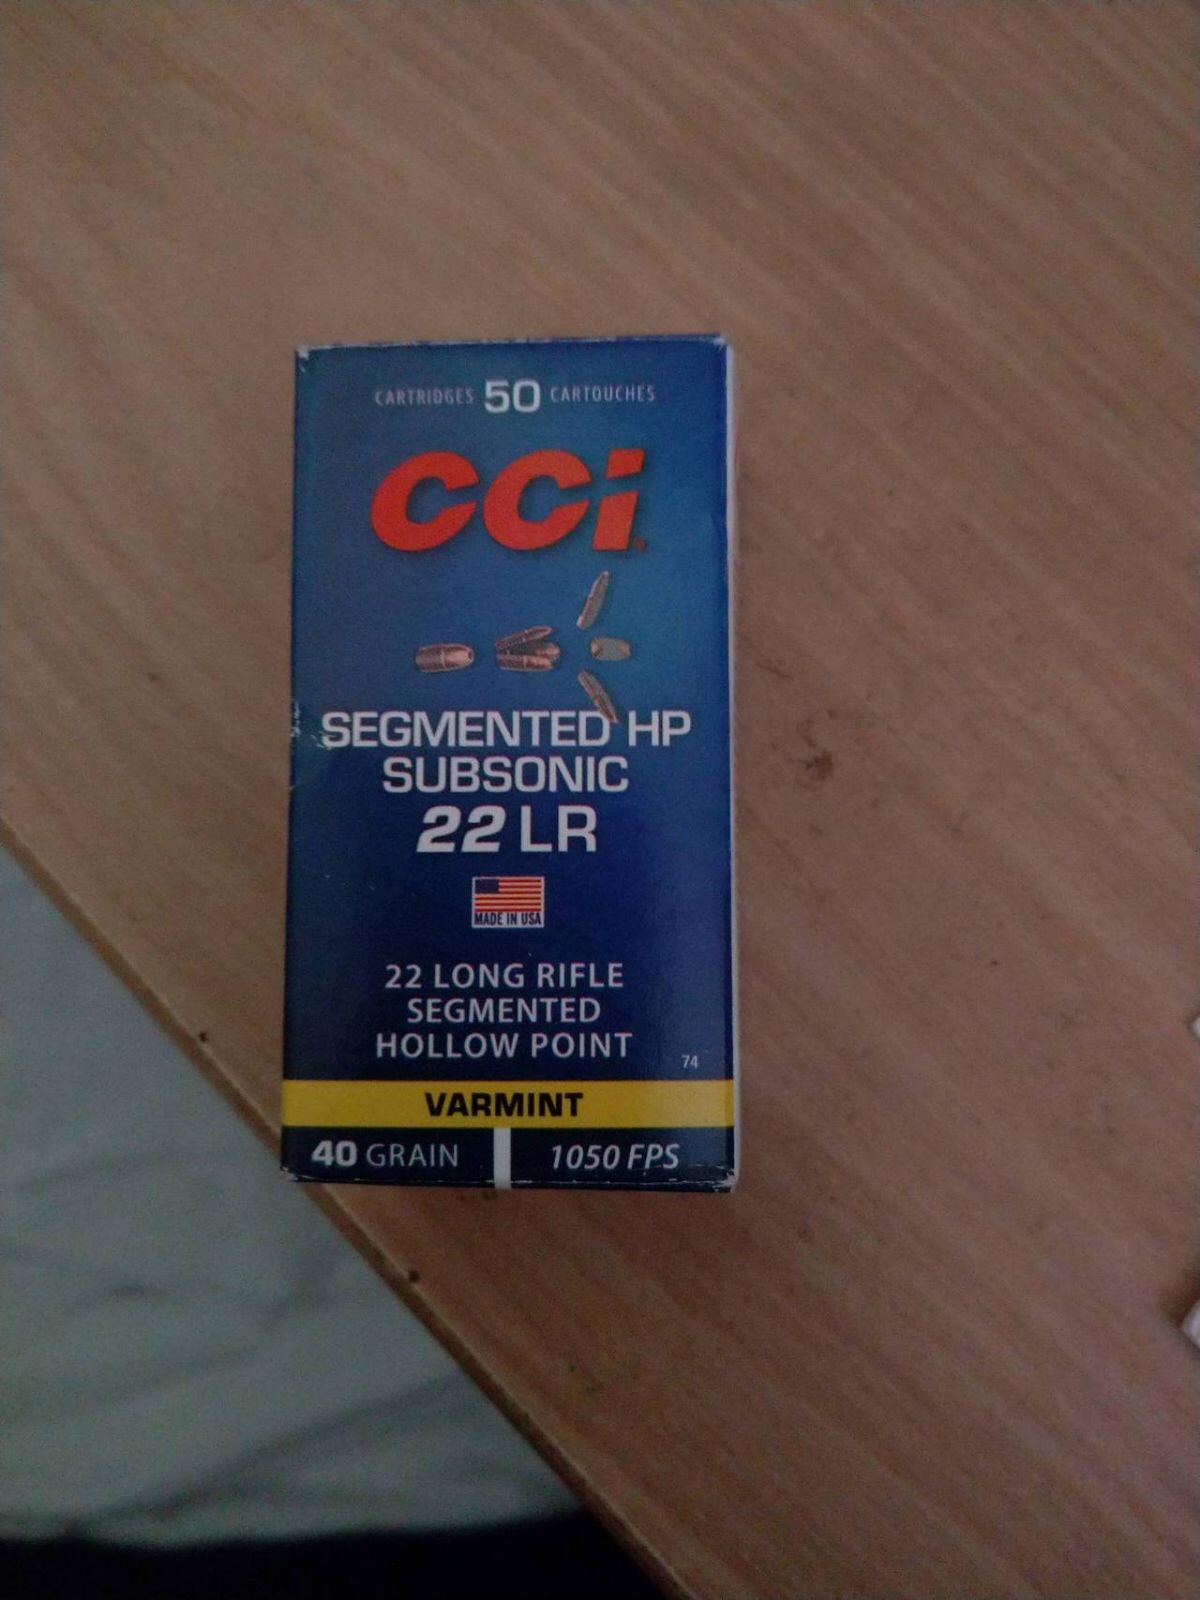 CARTRIDGES 50 CARTOUCHES
CCi
SEGMENTED HP
SUBSONIC
22 LR
MADE IN USA
22 LONG RIFLE
SEGMENTED
HOLLOW POINT
74
VARMINT
40 GRAIN 1050 FPS